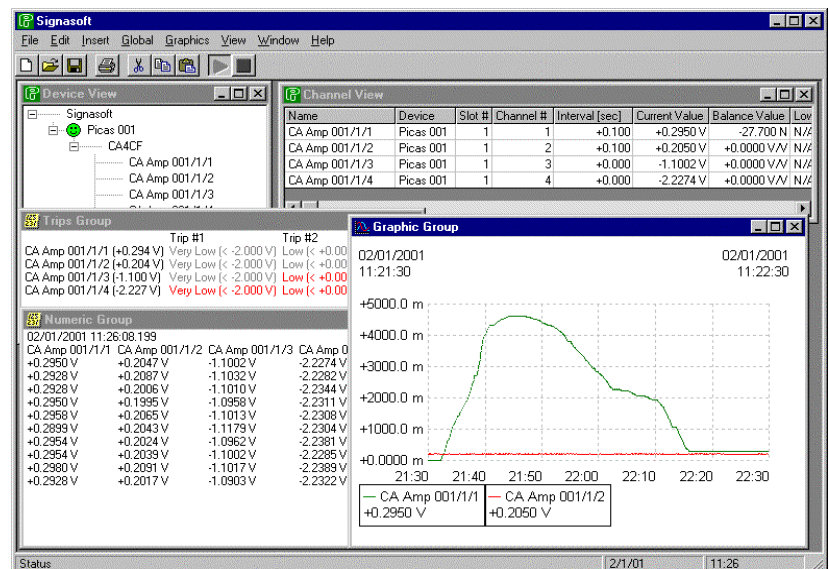 Signasoft
File Edit Insert Global Graphics View Window Help
Device View
Signasoft
Picas 001
CA4CF
CA Amp 001/1/1
CA Amp 001/1/2
CA Amp 001/1/3
Channel View
Name Device Slot # Channel # Interval [sec] Current Value Balance Value Low
CA Amp 001/1/1 Picas 001 1 1 +0.100 +0.2950 V -27.700 N N/A
CA Amp 001/1/2 Picas 001 1 2 +0.100 +0.2050 V +0.0000 V/V N/A
CA Amp 001/1/3 Picas 001 1 3 +0.000 -1.1002 V +0.0000 V/V N/A
CA Amp 001/1/4 Picas 001 1 4 +0.000 -2.2274 V +0.0000 V/V N/A
Trips Group
Trip #1 Trip #2
CA Amp 001/1/1 (+0.294 V) Very Low (< -2.000 V) Low (< +0.00
CA Amp 001/1/2 (+0.204 V) Very Low (< -2.000 V) Low (< +0.00
CA Amp 001/1/3 (-1.100 V) Very Low (< -2.000 V) Low (< +0.00
CA Amp 001/1/4 (-2.227 V) Very Low (< -2.000 V) Low (< +0.00
Numeric Group
02/01/2001 11:26:08.199
CA Amp 001/1/1 CA Amp 001/1/2 CA Amp 001/1/3 CA Amp 0
+0.2950 V +0.2047 V -1.1002 V -2.2274 V
+0.2928 V +0.2087 V -1.1032 V -2.2282 V
+0.2928 V +0.2006 V -1.1010 V -2.2344 V
+0.2950 V +0.1995 V -1.0958 V -2.2311 V
+0.2958 V +0.2065 V -1.1013 V -2.2308 V
+0.2899 V +0.2043 V -1.1179 V -2.2304 V
+0.2954 V +0.2024 V -1.0962 V -2.2381 V
+0.2954 V +0.2039 V -1.1002 V -2.2285 V
+0.2980 V +0.2091 V -1.1017 V -2.2389 V
+0.2928 V +0.2017 V -1.0903 V -2.2322 V
Graphic Group
02/01/2001 02/01/2001
11:21:30 11:22:30
+5000.0 m
+4000.0 m
+3000.0 m
+2000.0 m
+1000.0 m
+0.0000 m
21:30 21:40 21:50 22:00 22:10 22:20 22:30
CA Amp 001/1/1 CA Amp 001/1/2
+0.2950 V +0.2050 V
Status 2/1/01 11:26